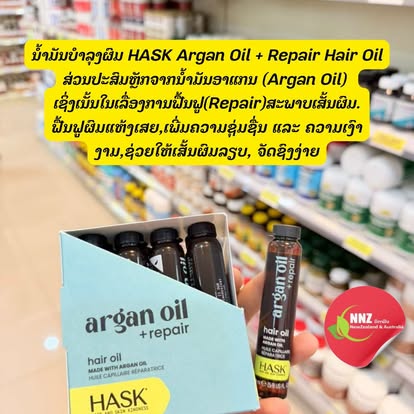 ນ້ຳມັນບຳລຸງຜົມ HASK Argan Oil + Repair Hair Oil
ສ່ວນປະສົມຫຼັກຈາກນ້ຳມັນອາແກນ (Argan Oil)
ເຊິ່ງເນັ້ນໃນເລື່ອງການຟື້ນຟູ(Repair)ສະພາບເສັ້ນຜົມ.
ຟື້ນຟູຜົມແຫ້ງເສຍ,ເພີ່ມຄວາມຊຸ່ມຊື່ນ ແລະ ຄວາມເງົາ
ງາມ,ຊ່ວຍໃຫ້ເສັ້ນຜົມລຽບ, ຈັດຊົງງ່າຍ
argan oil
+repair
hair oil
MADE WITH ARGAN OIL
HUILE CAPILLAIRE RÉPARATRICE
HASK
argan oil
+repair
hair oil
MADE WITH ARGAN OIL
HUILE CAPILLAIRE
RÉPARATRICE
HASK
NNZ
NewZealand & Australia